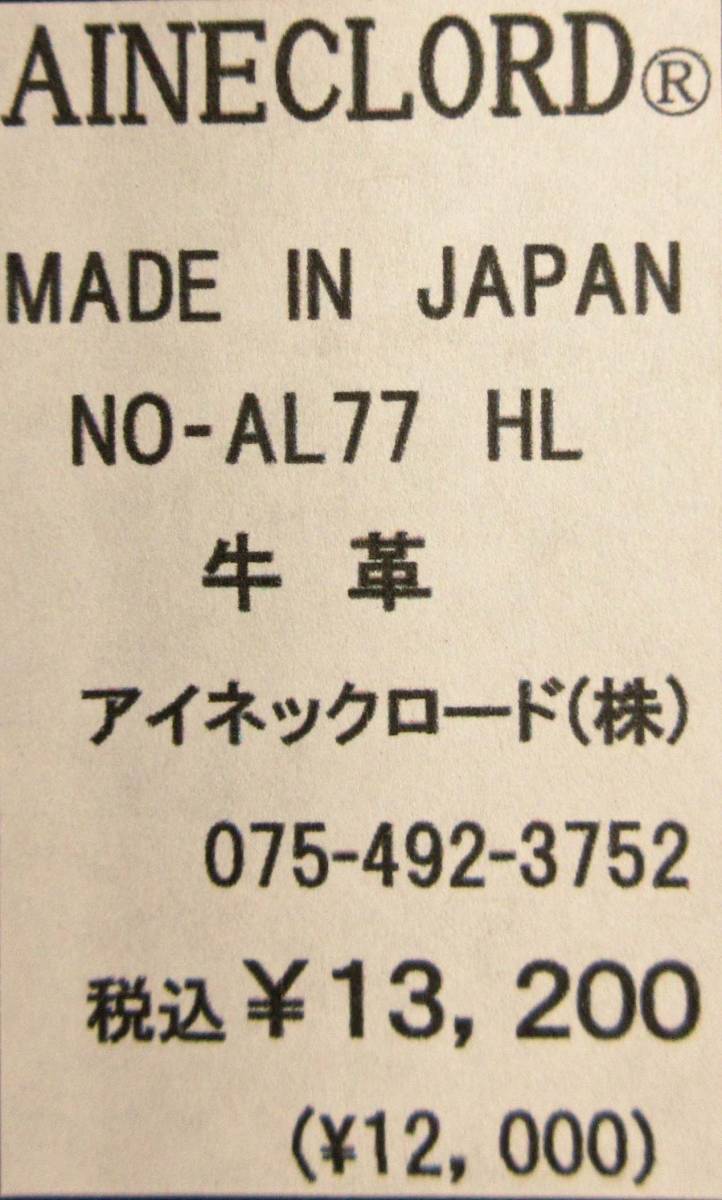 AINECLORD®
MADE IN JAPAN
NO-AL77 HL
牛 革
アイネックロード(株)
075-492-3752
税込¥13,200
(¥12,000)